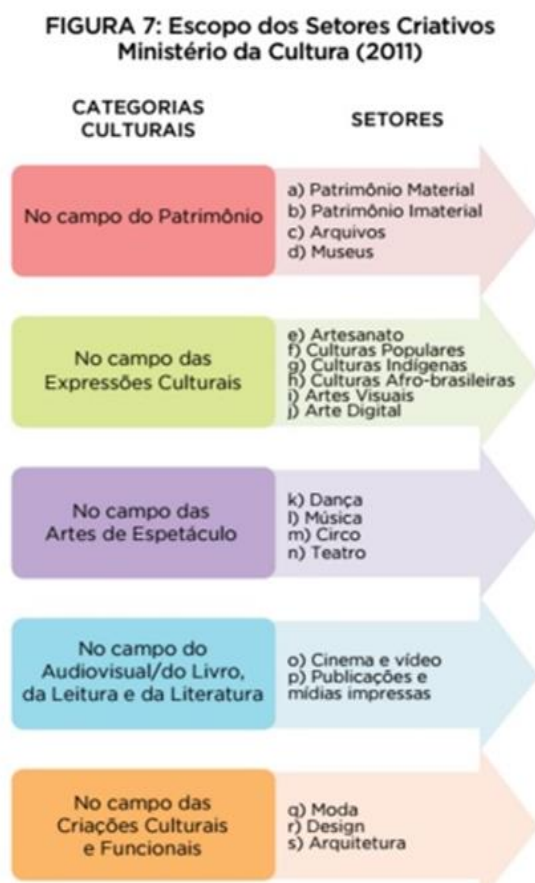 FIGURA 7: Escopo dos Setores Criativos
Ministério da Cultura (2011)
CATEGORIAS
CULTURAIS
SETORES
No campo do Patrimônio
a) Patrimônio Material
b) Patrimônio Imaterial
c) Arquivos
d) Museus
No campo das
Expressões Culturais
e) Artesanato
f) Culturas Populares
g) Culturas Indígenas
h) Culturas Afro-brasileiras
i) Artes Visuais
j) Arte Digital
No campo das
Artes de Espetáculo
k) Dança
l) Música
m) Circo
n) Teatro
No campo do
Audiovisual/do Livro,
da Leitura e da Literatura
o) Cinema e vídeo
p) Publicações e
mídias impressas
No campo das
Criações Culturais
e Funcionais
q) Moda
r) Design
s) Arquitetura